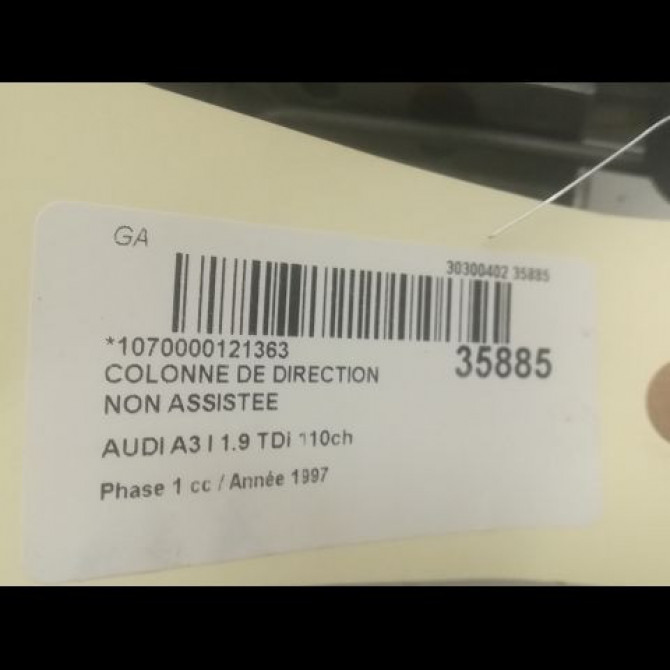 GA
30300402 35885
*1070000121363
35885
COLONNE DE DIRECTION
NON ASSISTEE
AUDI A3 I 1.9 TDi 110ch
Phase 1 cc / Année 1997